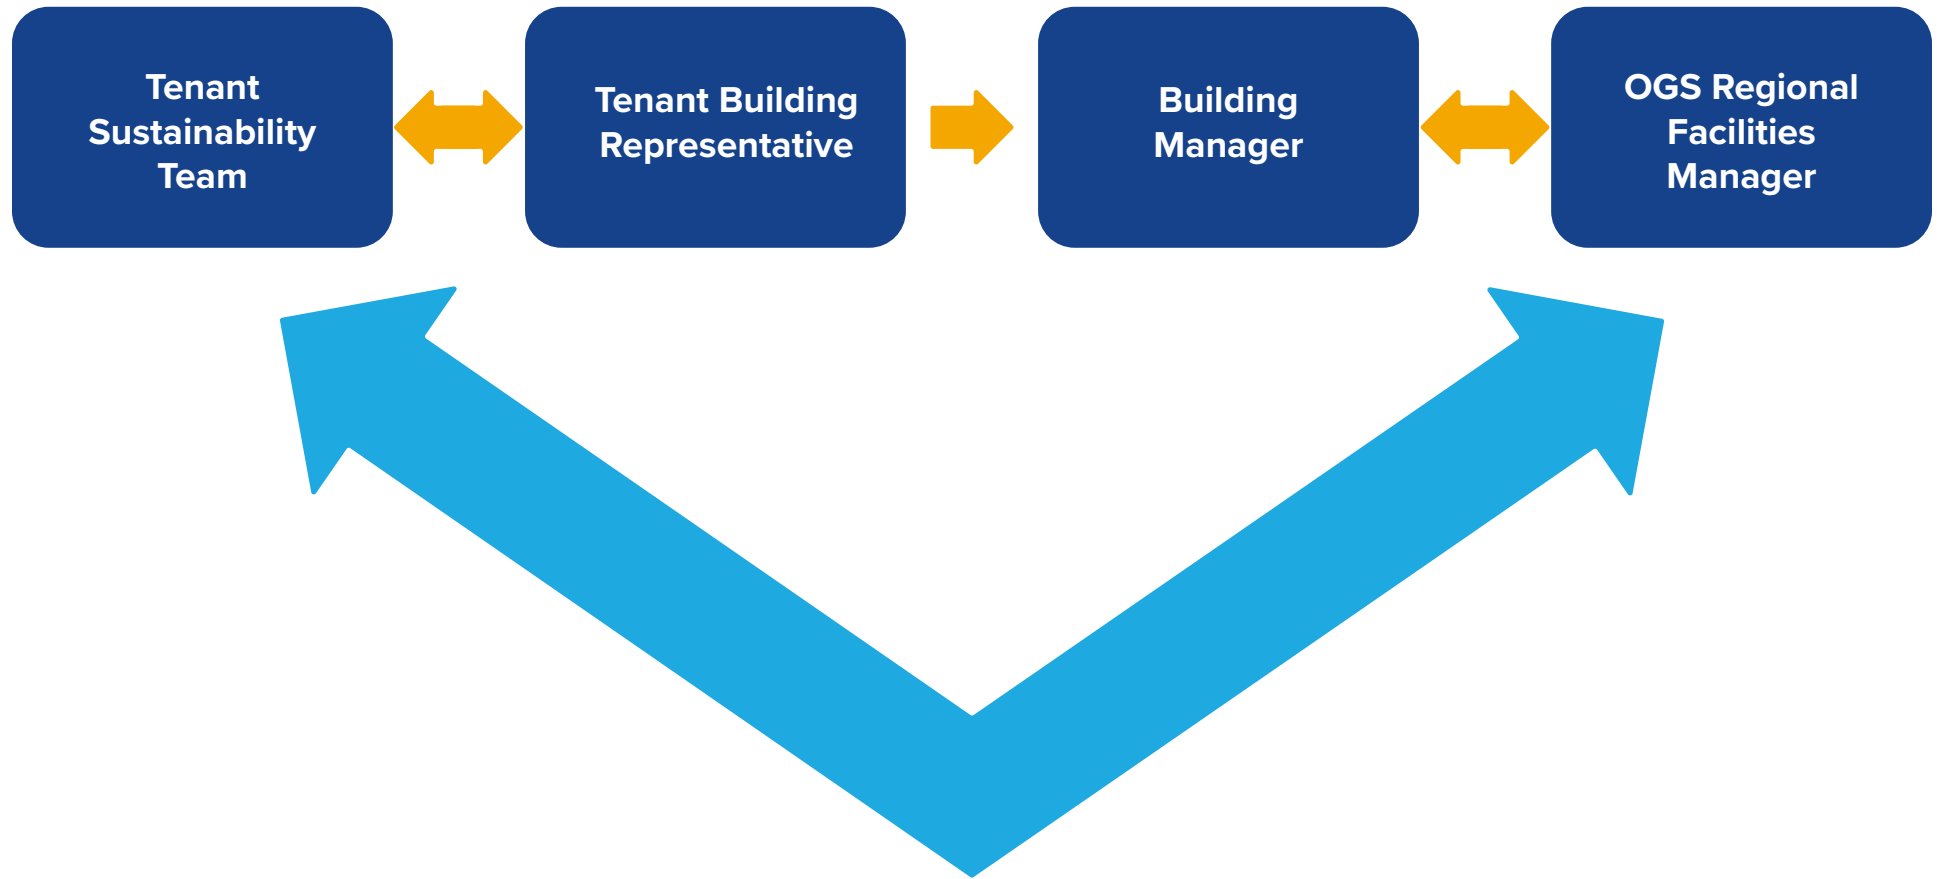 Tenant
Sustainability
Team
Tenant Building
Representative
Building
Manager
OGS Regional
Facilities
Manager